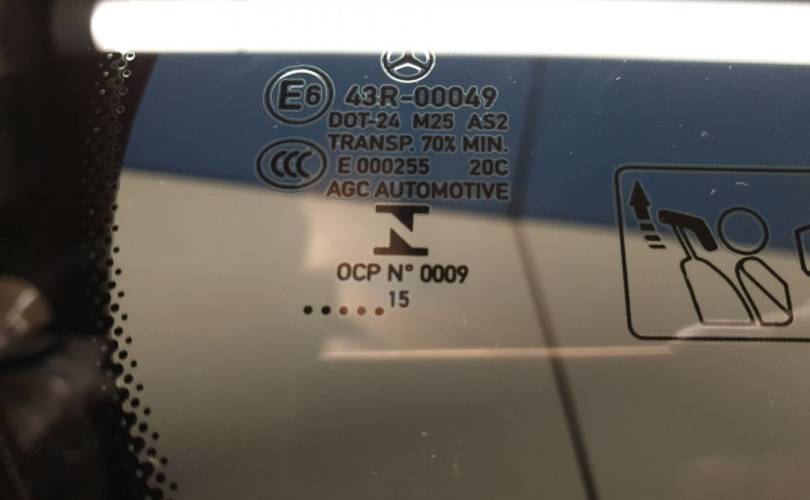 E6 43R-00049
DOT-24 M25 AS2
TRANSP. 70% MIN.
CCC E 000255 20C
AGC AUTOMOTIVE
OCP N° 0009
..... 15